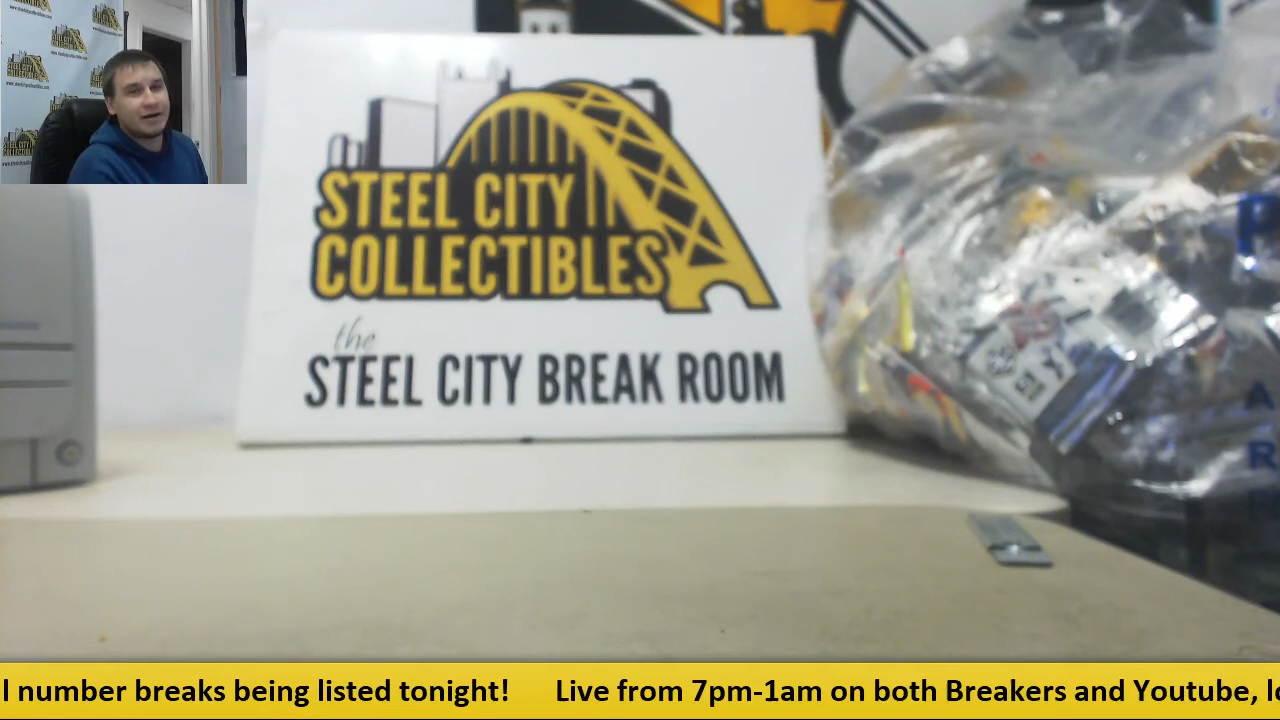 STEEL CITY
COLLECTIBLES
the
STEEL CITY BREAK ROOM
l number breaks being listed tonight! Live from 7pm-1am on both Breakers and Youtube, lo